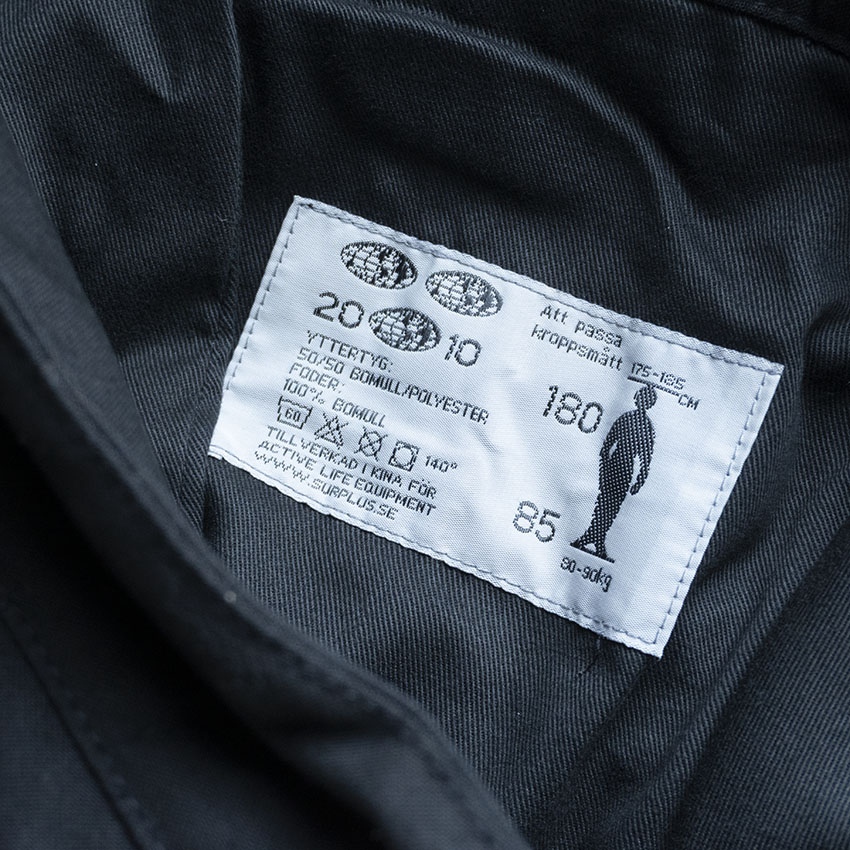 20 10
YTTERTYG:
50/50 BOMULL/POLYESTER
FODER:
100% BOMULL
60 140°
TILLVERKAD I KINA FÖR
ACTIVE LIFE EQUIPMENT
WWW.SURPLUS.SE
Att passa
kroppsmått
175-185
CM
180
85
80-90kg